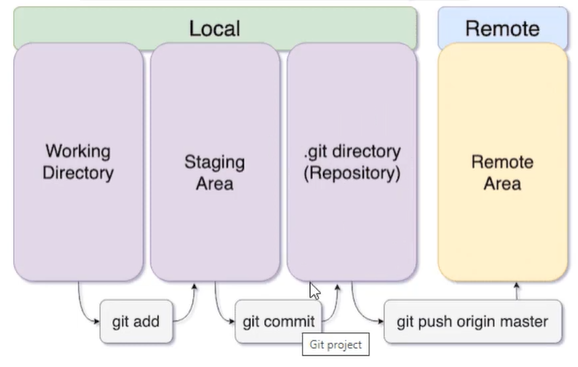 Local
Remote
Working
Directory
Staging
Area
.git directory
(Repository)
Remote
Area
git add
git commit
git push origin master
Git project